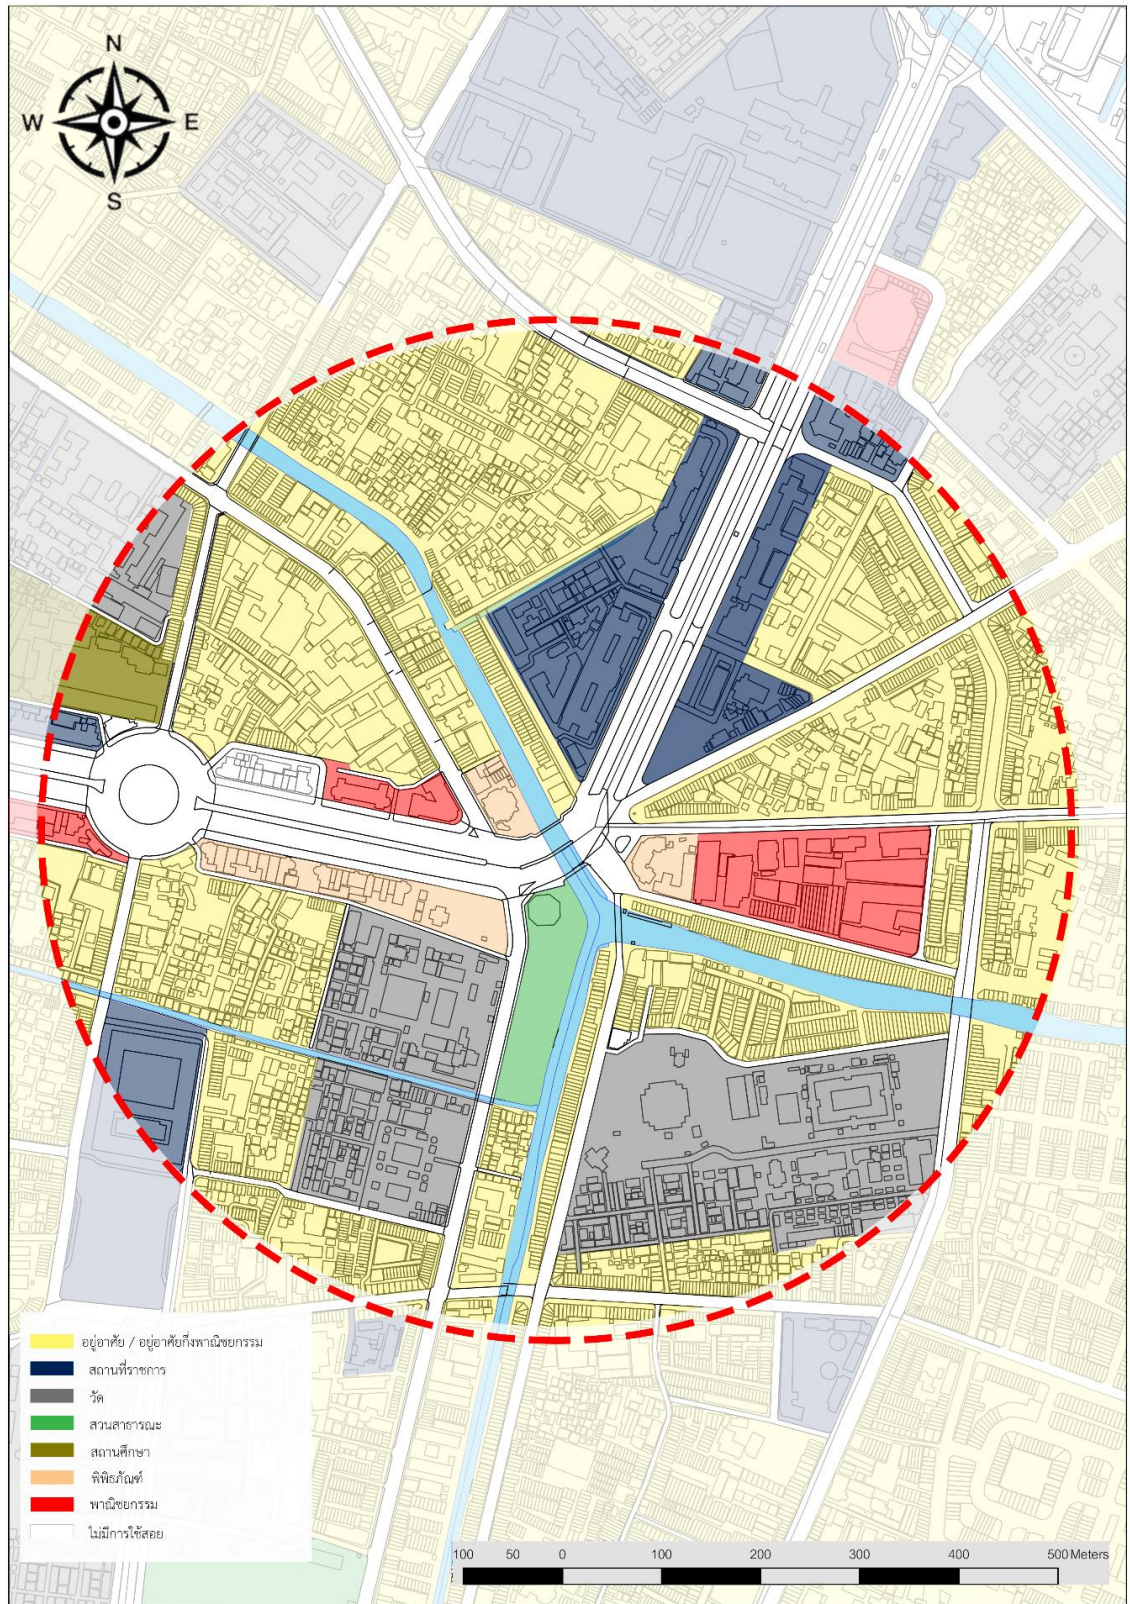 N
W E
S
อยู่อาศัย / อยู่อาศัยกึ่งพาณิชยกรรม
สถานที่ราชการ
วัด
สวนสาธารณะ
สถานศึกษา
พิพิธภัณฑ์
พาณิชยกรรม
ไม่มีการใช้สอย
100 50 0 100 200 300 400 500 Meters